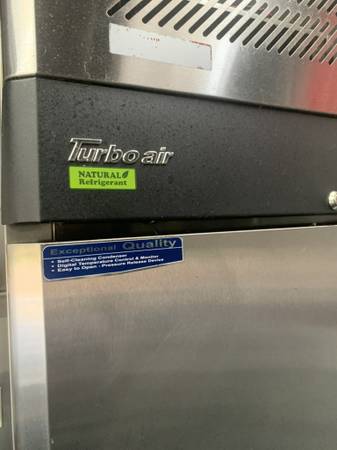 Turbo air
NATURAL
Refrigerant
Exceptional Quality
• Self-Cleaning Condenser
• Digital Temperature Control & Monitor
• Easy to Open - Pressure Release Device